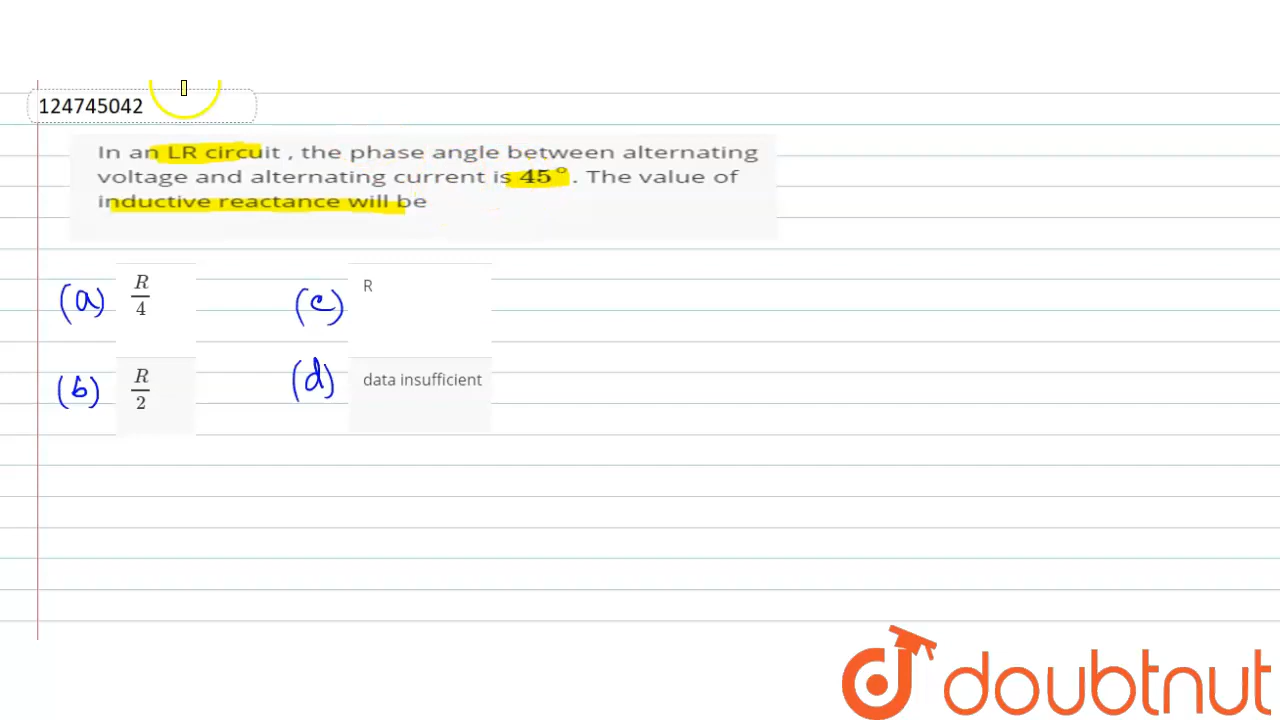 124745042
In an LR circuit , the phase angle between alternating
voltage and alternating current is 45°. The value of
inductive reactance will be
(a) R/4
(c) R
(b) R/2
(d) data insufficient
doubtnut